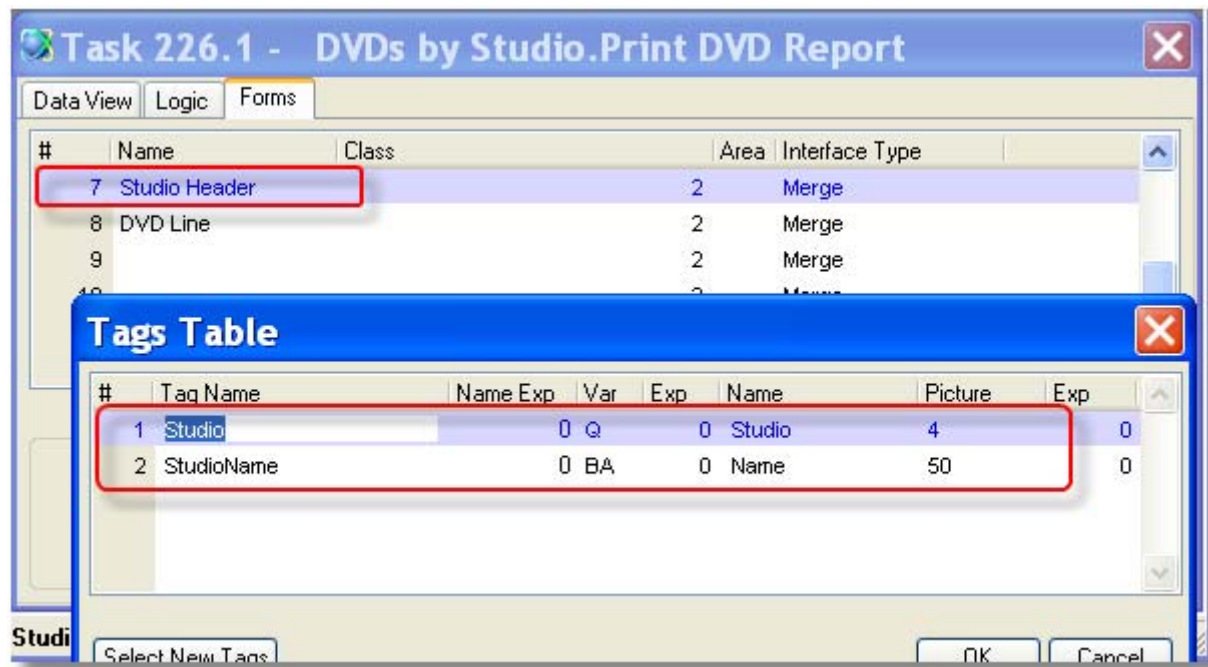 Task 226.1 - DVDs by Studio.Print DVD Report
Data View Logic Forms
# Name Class Area Interface Type
7 Studio Header 2 Merge
8 DVD Line 2 Merge
9 2 Merge
Tags Table
# Tag Name Name Exp Var Exp Name Picture Exp
1 Studio 0 Q 0 Studio 4 0
2 StudioName 0 BA 0 Name 50 0
Studi
Select New Tags OK Cancel